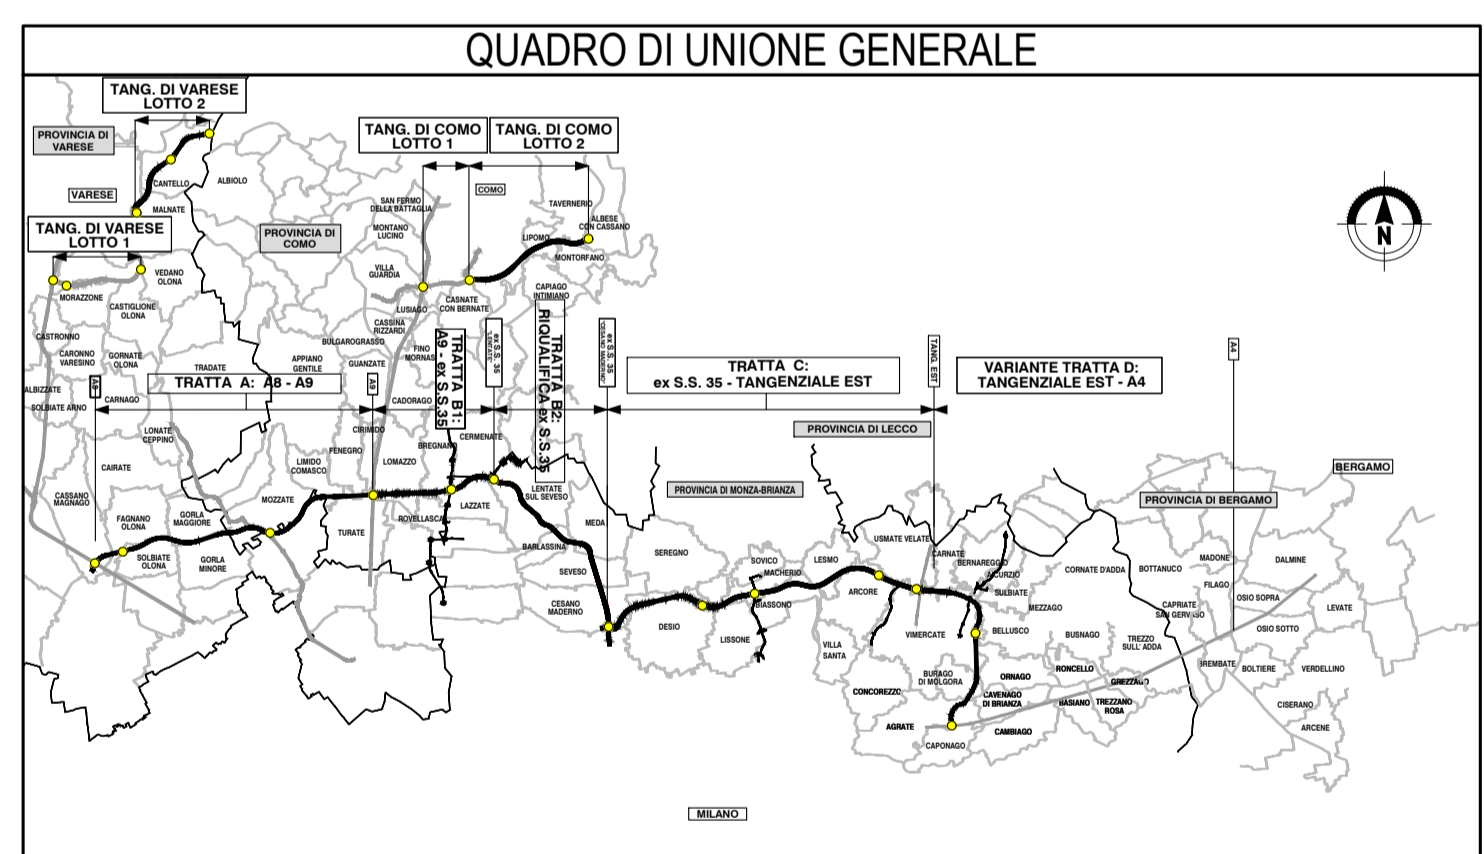 QUADRO DI UNIONE GENERALE
TANG. DI VARESE
LOTTO 2
PROVINCIA DI
VARESE
CANTELLO
ALBIOLO
VARESE
MALNATE
TANG. DI VARESE
LOTTO 1
VEDANO
OLONA
MORAZZONE
CASTIGLIONE
OLONA
PROVINCIA DI
COMO
TANG. DI COMO
LOTTO 1
TANG. DI COMO
LOTTO 2
COMO
SAN FERMO
DELLA BATTAGLIA
MONTANO
LUCINO
VILLA
GUARDIA
TAVERNERIO
ALBESE
CON CASSANO
LIPOMO
MONTORFANO
CAPIAGO
INTIMIANO
CASNATE
CON BERNATE
LUSIAGO
CASSINA
RIZZARDI
BULGAROGRASSO
FINO
MORNAS
GUANZATE
APPIANO
GENTILE
N
CASTRONNO
CARONNO
VARESINO
GORNATE
OLONA
TRADATE
ALBIZZATE
SOLBIATE ARNO
CARNAGO
A8
TRATTA A: A8 - A9
A9
CADORAGO
TRATTA B1:
A9 - ex S.S.35
ex S.S. 35
"LENTATE"
TRATTA B2:
RIQUALIFICA ex S.S.35
ex S.S. 35
"CESANO MADERNO"
TRATTA C:
ex S.S. 35 - TANGENZIALE EST
TANG. EST
VARIANTE TRATTA D:
TANGENZIALE EST - A4
A4
PROVINCIA DI LECCO
PROVINCIA DI MONZA-BRIANZA
PROVINCIA DI BERGAMO
BERGAMO
LONATE
CEPPINO
CIRIMIDO
FENEGRO
BREGNANO
CERMENATE
LIMIDO
COMASCO
LOMAZZO
CAIRATE
CASSANO
MAGNAGO
MOZZATE
LENTATE
SUL SEVESO
LAZZATE
ROVELLASCA
TURATE
FAGNANO
OLONA
GORLA
MAGGIORE
SOLBIATE
OLONA
GORLA
MINORE
MEDA
BARLASSINA
SEVESO
CESANO
MADERNO
SEREGNO
DESIO
LISSONE
SOVICO
MACHERIO
BIASSONO
LESMO
ARCORE
USMATE VELATE
CARNATE
BERNAREGGIO
SULBIATE
MEZZAGO
CORNATE D'ADDA
BOTTANUCO
MADONE
FILAGO
DALMINE
CAPRIATE
SAN GERVASO
OSIO SOPRA
LEVATE
OSIO SOTTO
VILLA
SANTA
VIMERCATE
BELLUSCO
BUSNAGO
TREZZO
SULL' ADDA
BREMBATE
BOLTIERE
VERDELLINO
BURAGO
DI MOLGORA
ORNAGO
RONCELLO
GREZZAGO
CONCOREZZO
CAVENAGO
DI BRIANZA
BASIANO
TREZZANO
ROSA
CISERANO
ARCENE
AGRATE
CAMBIAGO
CAPONAGO
MILANO